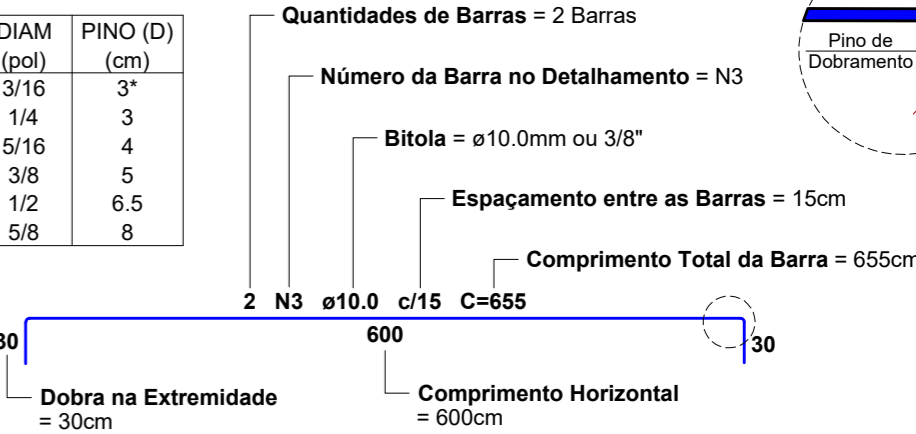 Quantidades de Barras = 2 Barras
DIAM PINO (D)
(pol) (cm)
3/16 3*
1/4 3
5/16 4
3/8 5
1/2 6.5
5/8 8
Pino de
Dobramento
Número da Barra no Detalhamento = N3
Bitola = ø10.0mm ou 3/8"
Espaçamento entre as Barras = 15cm
Comprimento Total da Barra = 655cm
2 N3 ø10.0 c/15 C=655
30 600 30
Dobra na Extremidade
= 30cm
Comprimento Horizontal
= 600cm